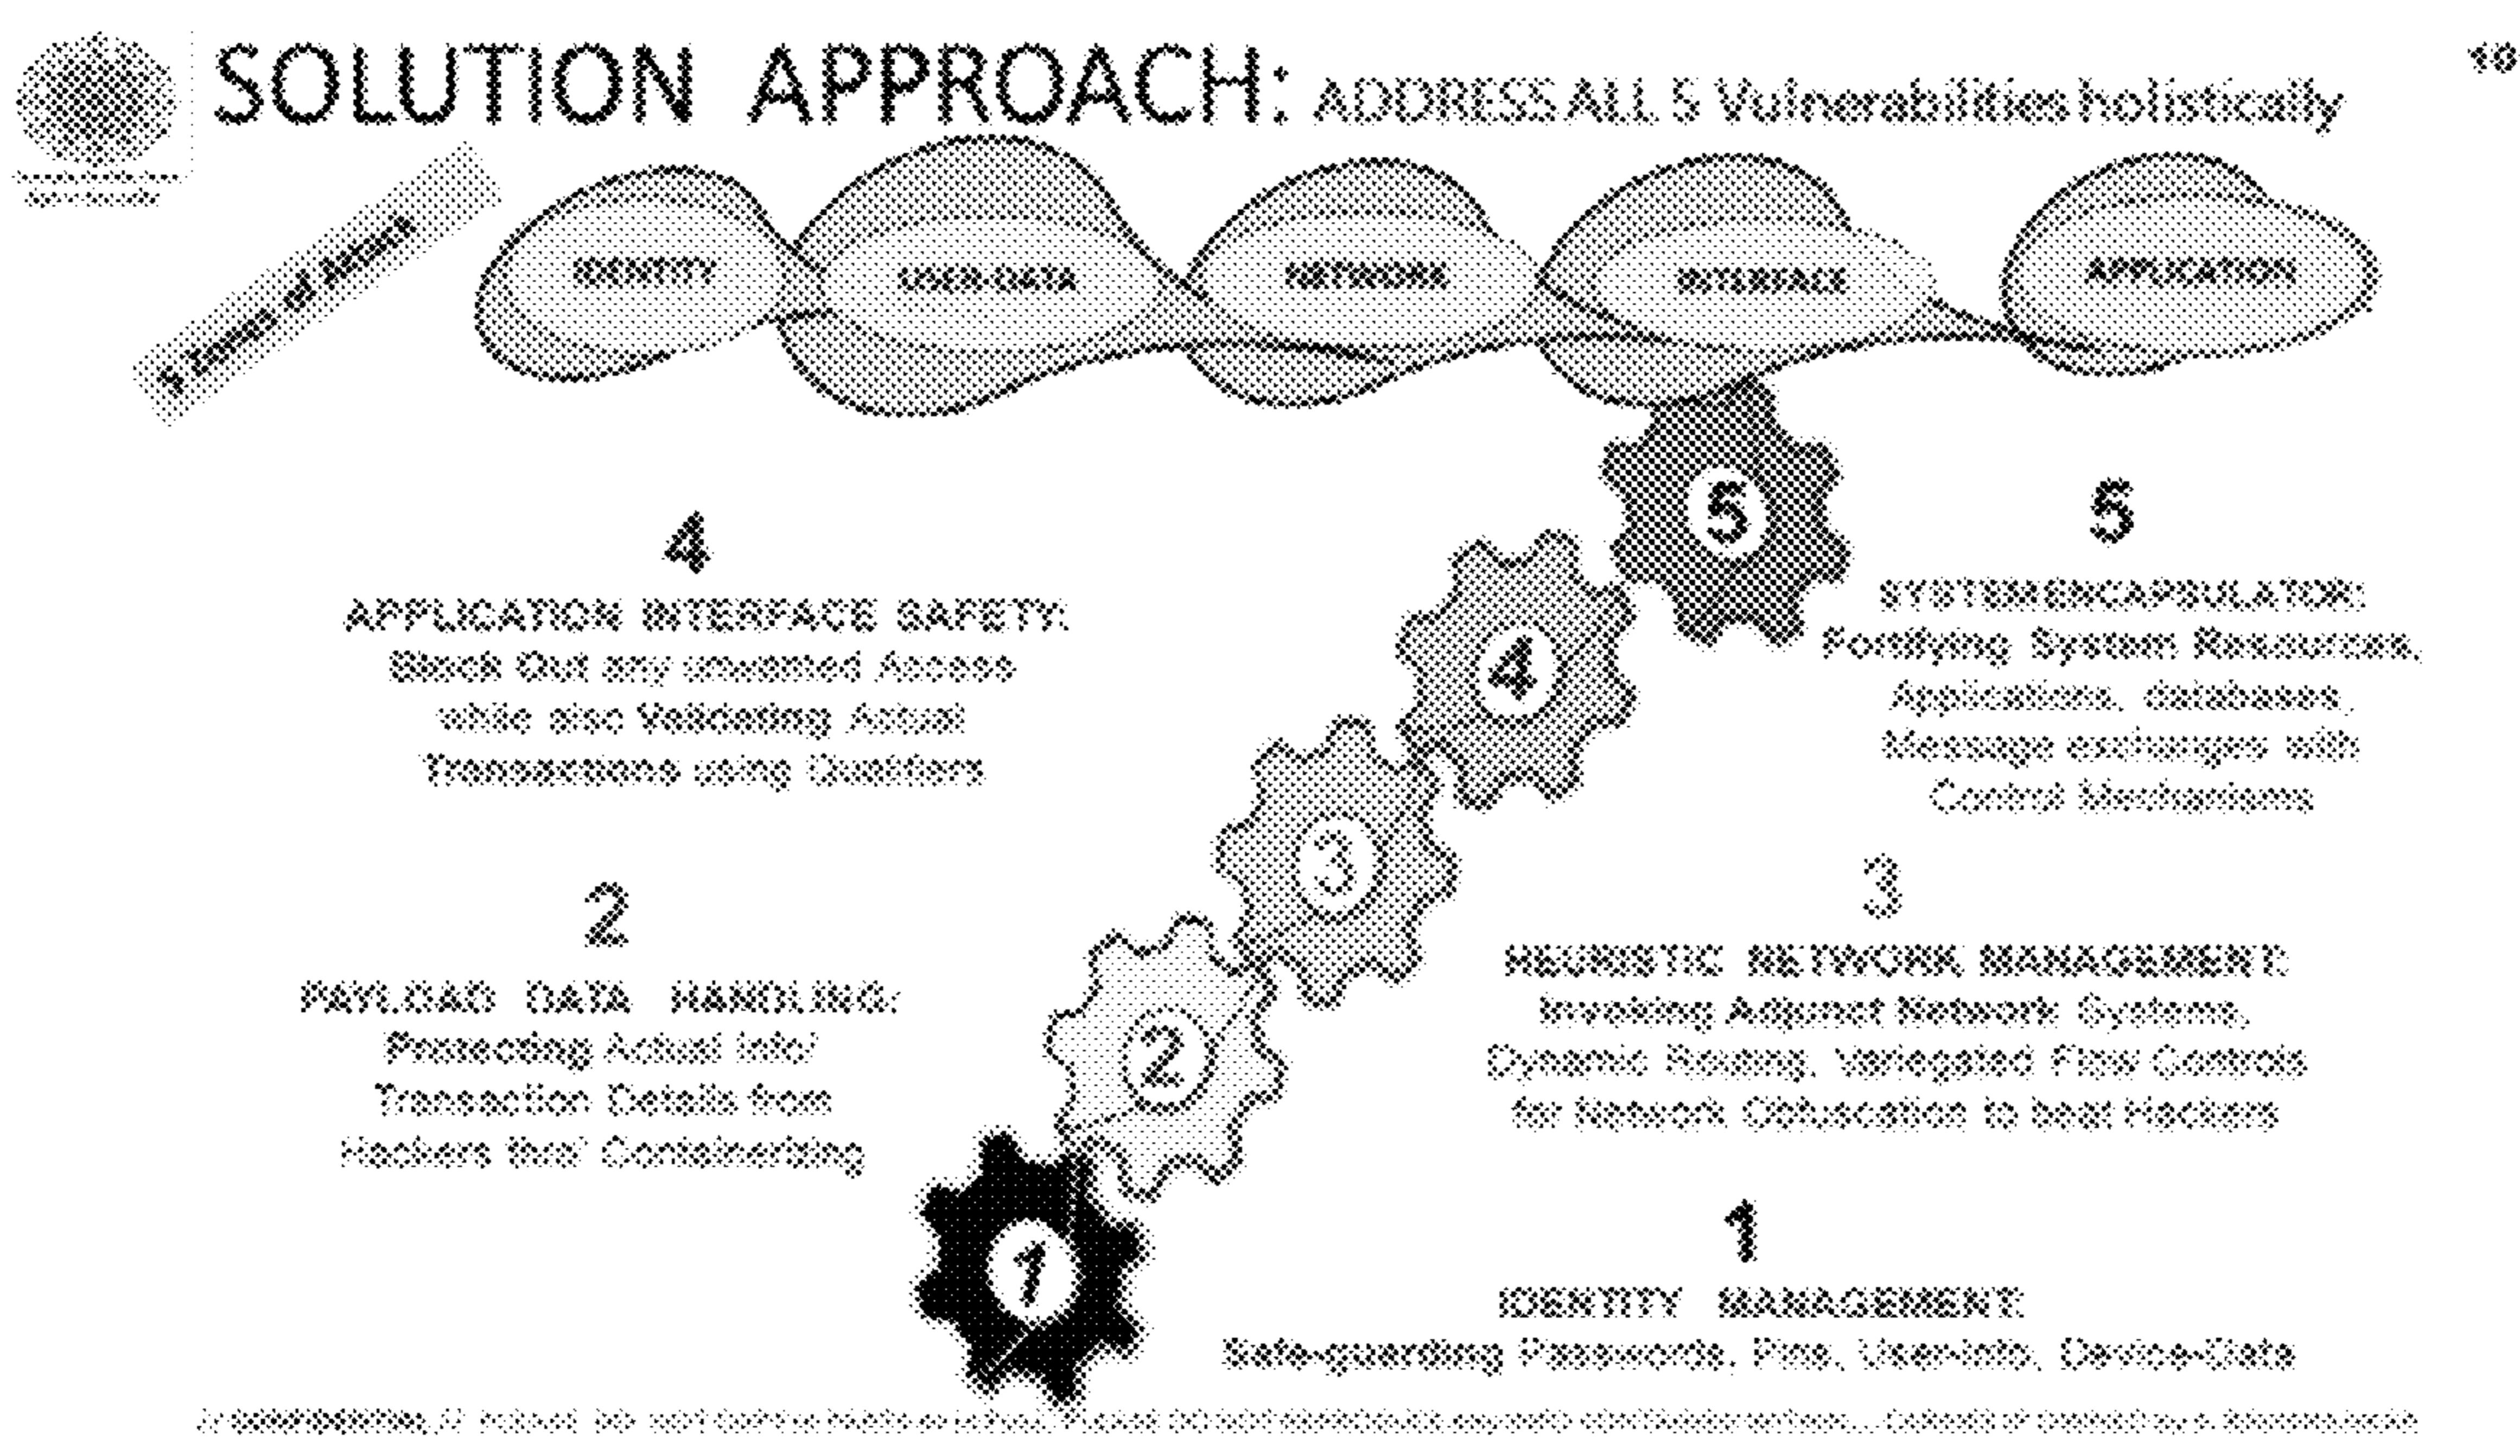 SOLUTION APPROACH: ADDRESS ALL 5 Vulnerabilities holistically
10
of Attack
IDENTITY
USER-DATA
NETWORK
INTERFACE
APPLICATION
5
4
3
2
1
4
APPLICATION INTERFACE SAFETY:
Block Out any unwanted Access
while also Validating Actual
Transactions using Qualifiers
5
SYSTEM ENCAPSULATOR:
Fortifying System Resources,
Applications, databases,
Message exchanges with
Control Mechanisms
2
PAYLOAD DATA HANDLING:
Protecting Actual Info/
Transaction Details from
Hackers thru' Containerizing
3
HEURISTIC NETWORK MANAGEMENT:
Invoking Adjunct Network Systems,
Dynamic Routing, Variegated Flow Controls
for Network Obfuscation to beat Hackers
1
IDENTITY MANAGEMENT:
Safe-guarding Passwords, Pins, User-Info, Device-Data